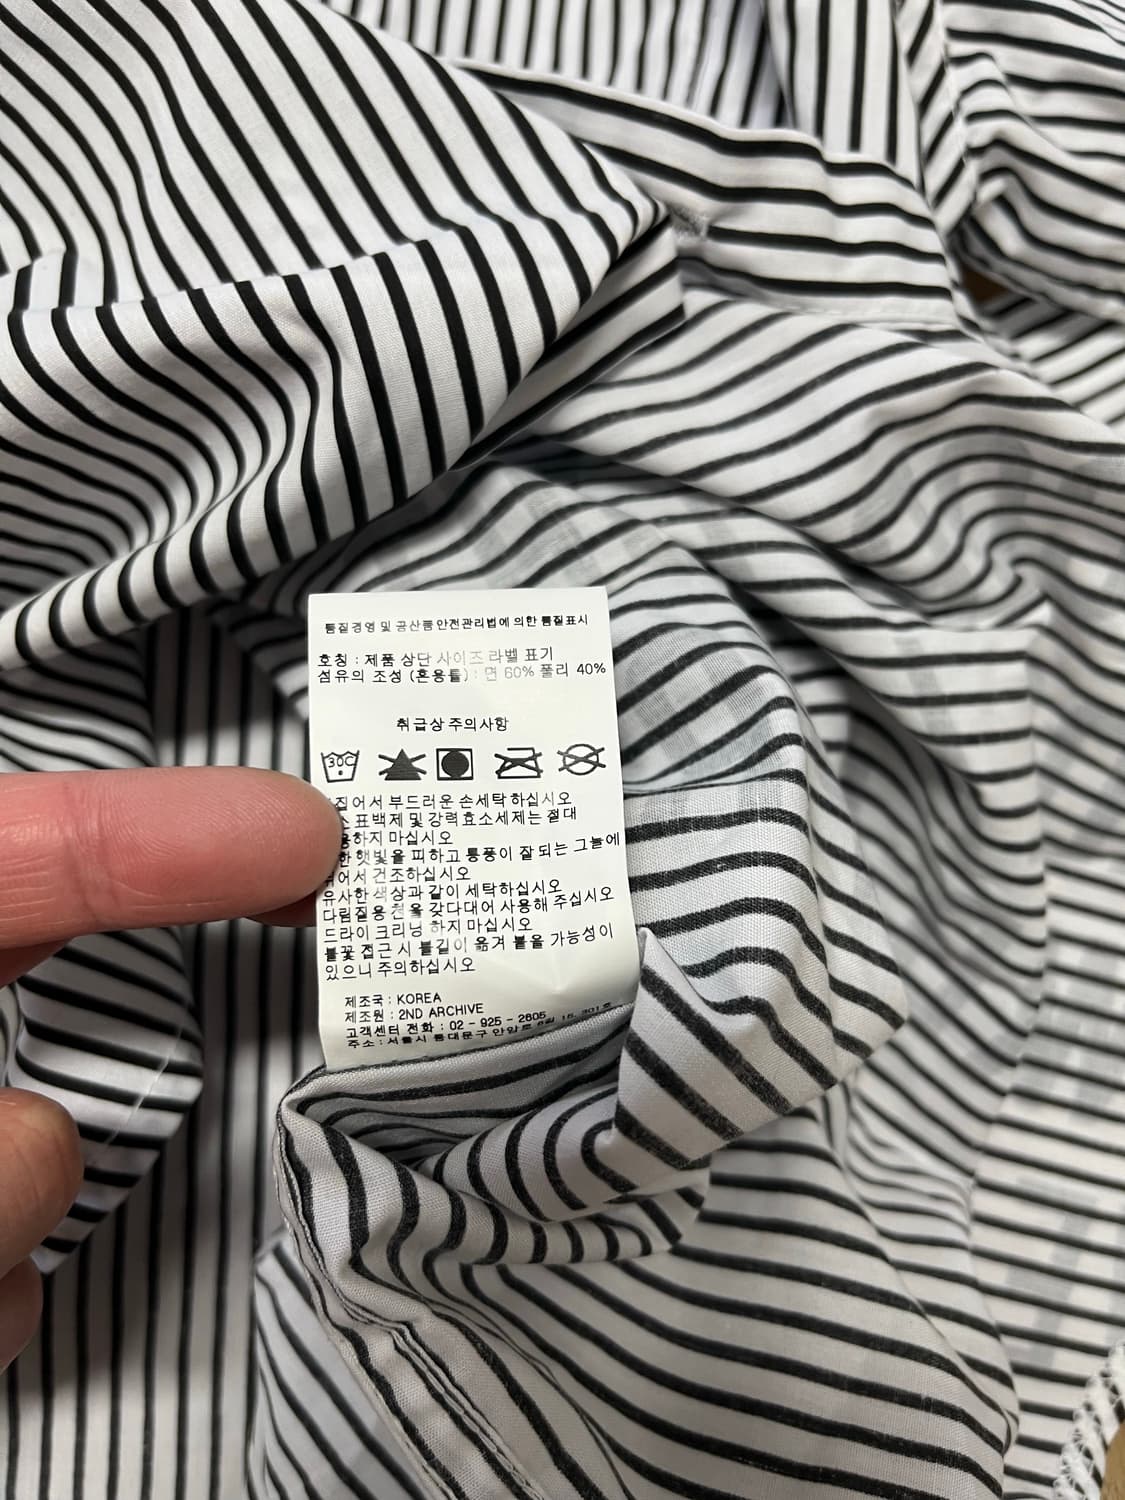 품질경영 및 공산품안전관리법에 의한 품질표시
호칭 : 제품 상단 사이즈 라벨 표기
섬유의 조성 (혼용률) : 면 60% 폴리 40%
취급상주의사항
30C
집어서 부드러운 손세탁하십시오
표백제 및 강력효소세제는 절대
하지 마십시오
한 햇빛을 피하고 통풍이 잘 되는 그늘에
어서 건조하십시오
유사한 색상과 같이 세탁하십시오
다림질용 천을 갖다대어 사용해 주십시오
드라이 크리닝 하지 마십시오
불꽃 접근 시 불길이 옮겨 붙을 가능성이
있으니 주의하십시오
제조국 : KOREA
제조원 : 2ND ARCHIVE
고객센터 전화 : 02 - 925 - 2605
주소 : 서울시 동대문구